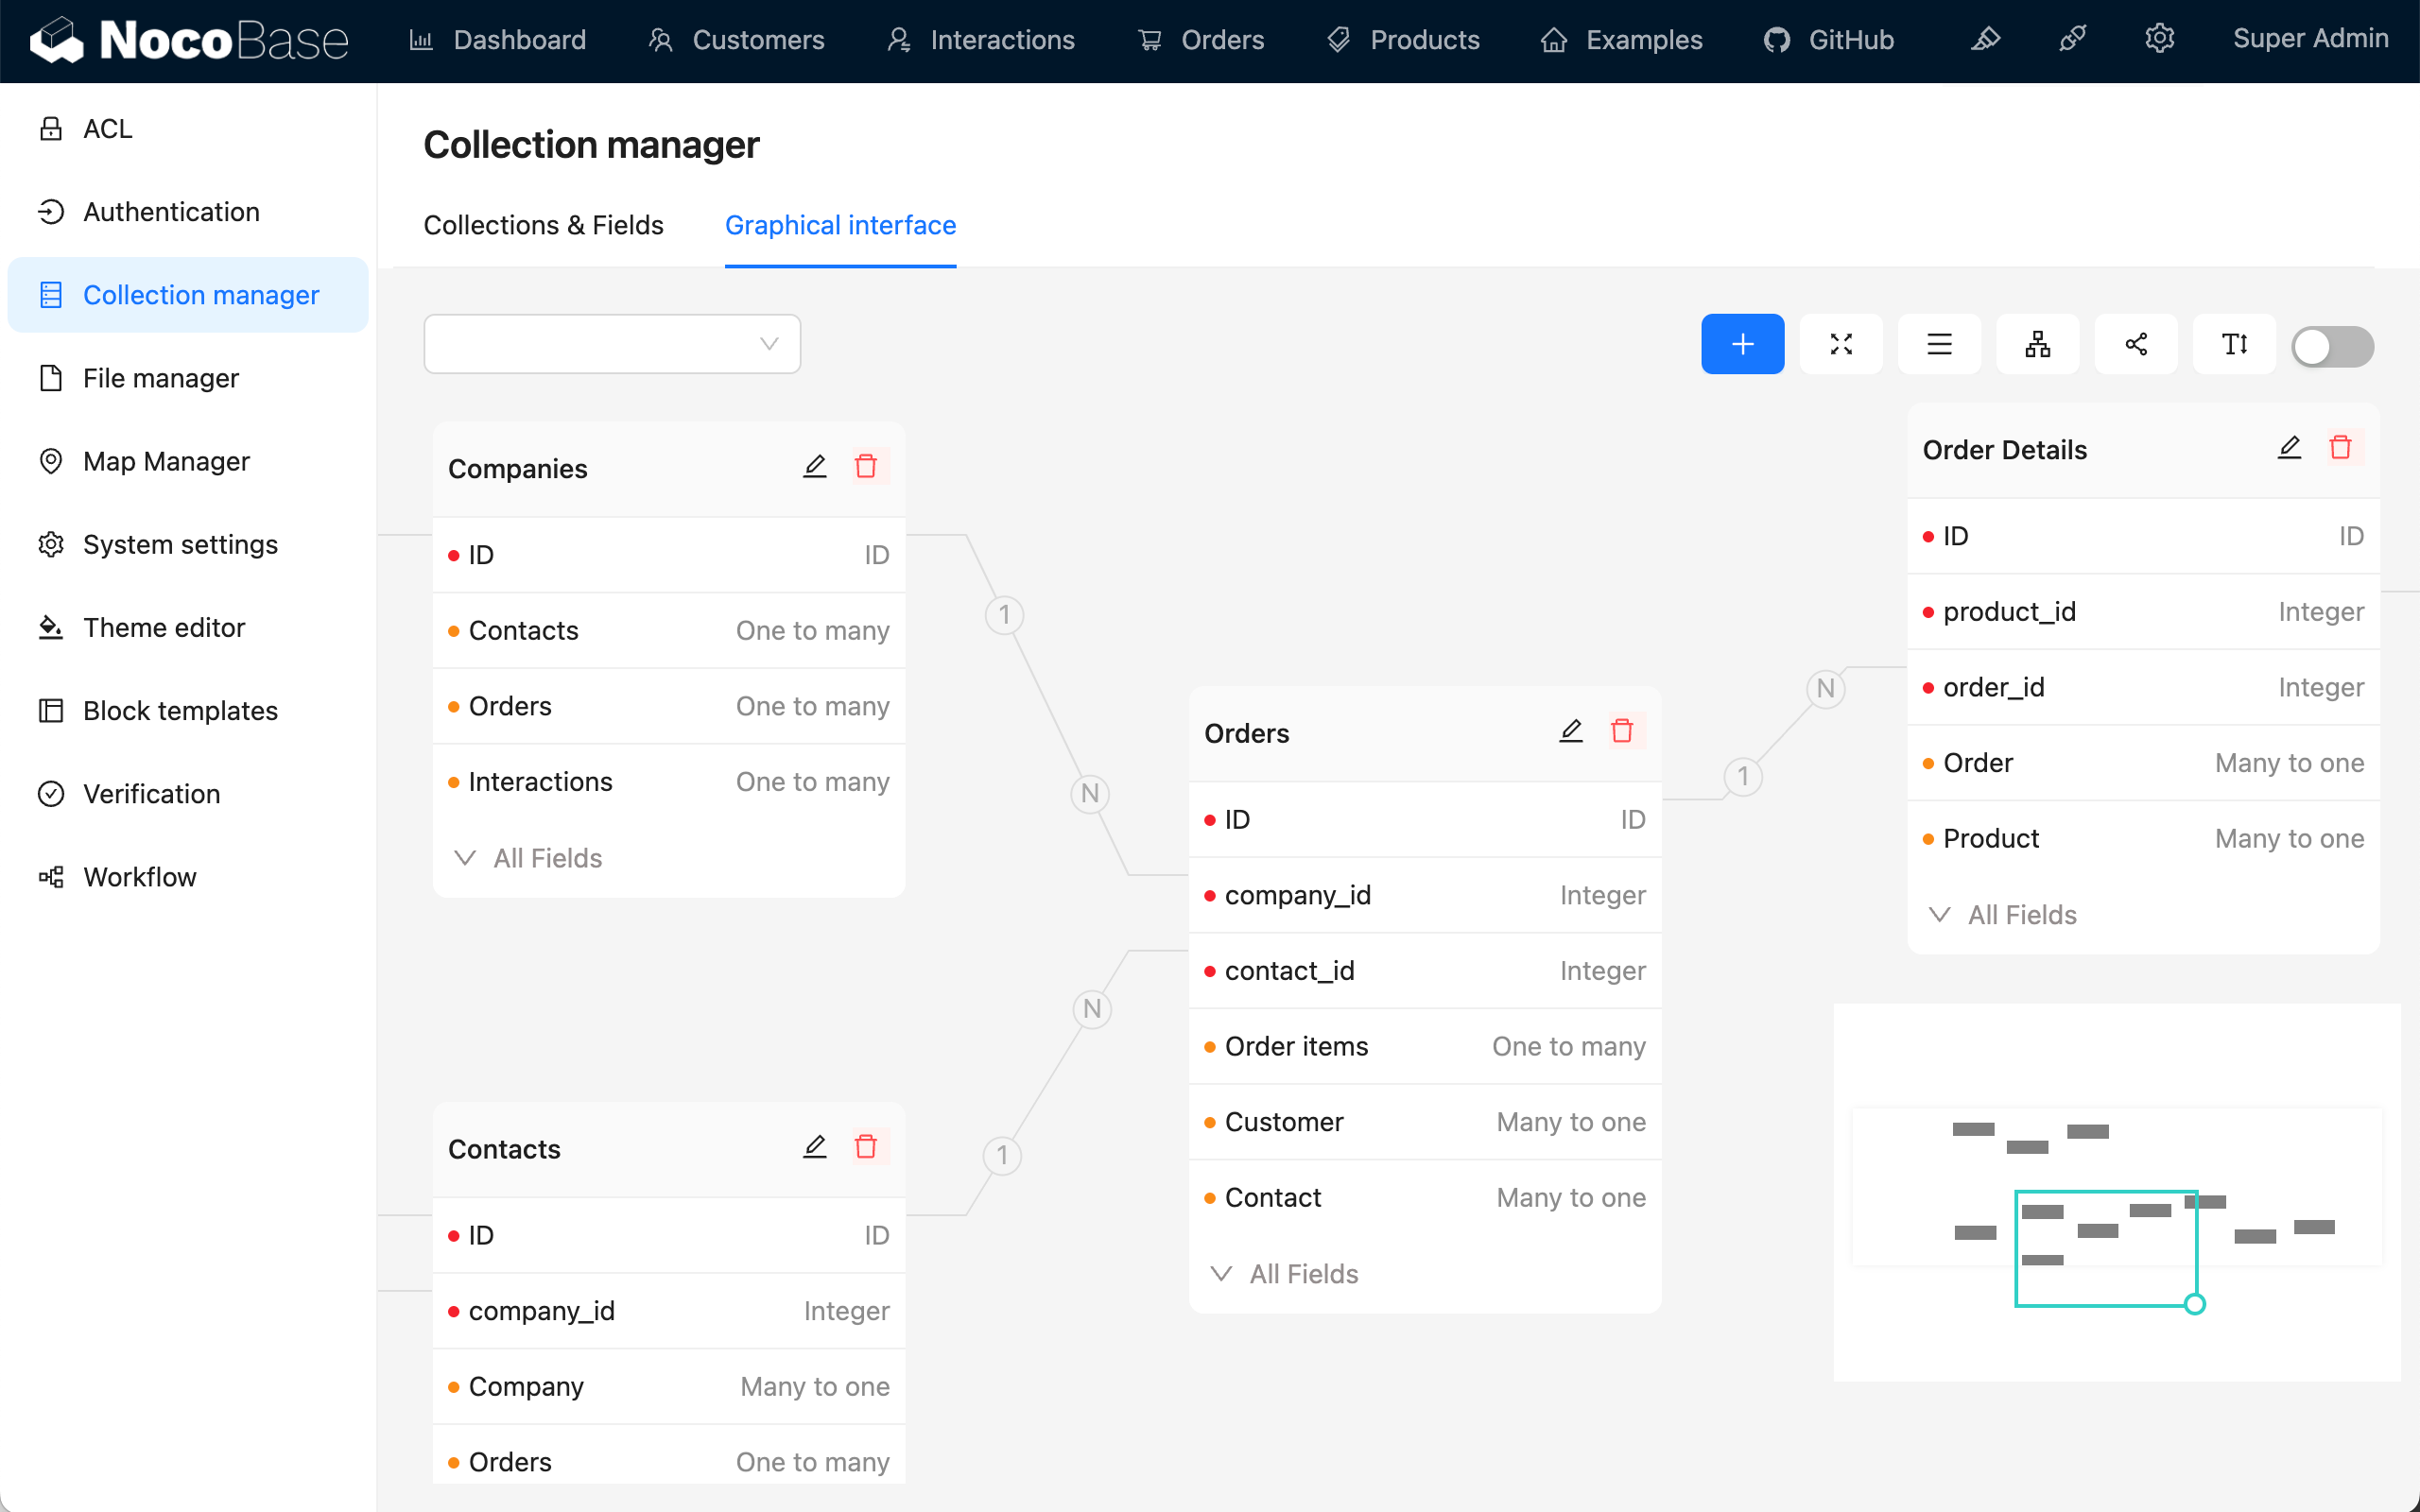 NocoBase
Dashboard
Customers
Interactions
Orders
Products
Examples
GitHub
Super Admin
ACL
Authentication
Collection manager
File manager
Map Manager
System settings
Theme editor
Block templates
Verification
Workflow
Collection manager
Collections & Fields
Graphical interface
Companies
ID ID
Contacts One to many
Orders One to many
Interactions One to many
All Fields
1
N
Contacts
ID ID
company_id Integer
Company Many to one
Orders One to many
N
1
Orders
ID ID
company_id Integer
contact_id Integer
Order items One to many
Customer Many to one
Contact Many to one
All Fields
N
1
Order Details
ID ID
product_id Integer
order_id Integer
Order Many to one
Product Many to one
All Fields